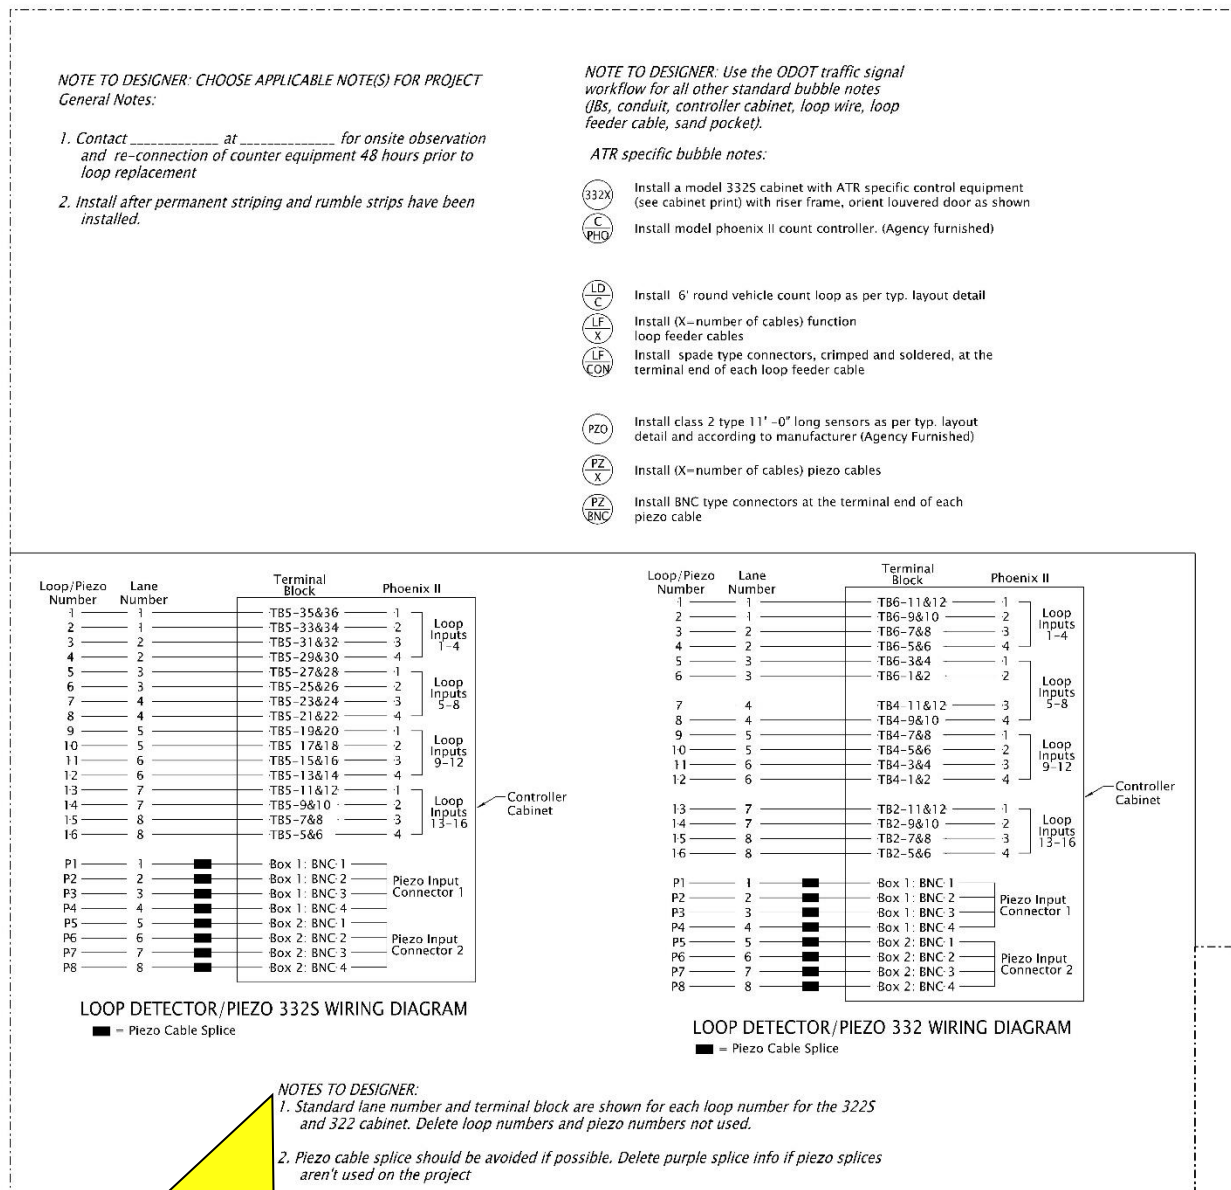 NOTE TO DESIGNER: CHOOSE APPLICABLE NOTE(S) FOR PROJECT
General Notes:
1. Contact _____________ at ______________ for onsite observation
and re-connection of counter equipment 48 hours prior to
loop replacement
2. Install after permanent striping and rumble strips have been
installed.
NOTE TO DESIGNER: Use the ODOT traffic signal
workflow for all other standard bubble notes
(JBs, conduit, controller cabinet, loop wire, loop
feeder cable, sand pocket).
ATR specific bubble notes:
332X Install a model 332S cabinet with ATR specific control equipment
(see cabinet print) with riser frame, orient louvered door as shown
C
PHO Install model phoenix II count controller. (Agency furnished)
LD
C Install 6' round vehicle count loop as per typ. layout detail
LF
X Install (X=number of cables) function
loop feeder cables
LF
CON Install spade type connectors, crimped and soldered, at the
terminal end of each loop feeder cable
PZO Install class 2 type 11' -0" long sensors as per typ. layout
detail and according to manufacturer (Agency Furnished)
PZ
X Install (X=number of cables) piezo cables
PZ
BNC Install BNC type connectors at the terminal end of each
piezo cable
Loop/Piezo Number Lane Number Terminal Block Phoenix II
1 1 TB5-35&36 1
2 1 TB5-33&34 2
3 2 TB5-31&32 3
4 2 TB5-29&30 4
Loop Inputs 1-4
5 3 TB5-27&28 1
6 3 TB5-25&26 2
7 4 TB5-23&24 3
8 4 TB5-21&22 4
Loop Inputs 5-8
9 5 TB5-19&20 1
10 5 TB5 17&18 2
11 6 TB5-15&16 3
12 6 TB5-13&14 4
Loop Inputs 9-12
13 7 TB5-11&12 1
14 7 TB5-9&10 2
15 8 TB5-7&8 3
16 8 TB5-5&6 4
Loop Inputs 13-16
Controller
Cabinet
P1 1 Box 1: BNC 1
P2 2 Box 1: BNC 2
P3 3 Box 1: BNC 3
P4 4 Box 1: BNC 4
Piezo Input
Connector 1
P5 5 Box 2: BNC 1
P6 6 Box 2: BNC 2
P7 7 Box 2: BNC 3
P8 8 Box 2: BNC 4
Piezo Input
Connector 2
LOOP DETECTOR/PIEZO 332S WIRING DIAGRAM
= Piezo Cable Splice
Loop/Piezo Number Lane Number Terminal Block Phoenix II
1 1 TB6-11&12 1
2 1 TB6-9&10 2
3 2 TB6-7&8 3
4 2 TB6-5&6 4
Loop Inputs 1-4
5 3 TB6-3&4 1
6 3 TB6-1&2 2
7 4 TB4-11&12 3
8 4 TB4-9&10 4
Loop Inputs 5-8
9 5 TB4-7&8 1
10 5 TB4-5&6 2
11 6 TB4-3&4 3
12 6 TB4-1&2 4
Loop Inputs 9-12
13 7 TB2-11&12 1
14 7 TB2-9&10 2
15 8 TB2-7&8 3
16 8 TB2-5&6 4
Loop Inputs 13-16
Controller
Cabinet
P1 1 Box 1: BNC 1
P2 2 Box 1: BNC 2
P3 3 Box 1: BNC 3
P4 4 Box 1: BNC 4
Piezo Input
Connector 1
P5 5 Box 2: BNC 1
P6 6 Box 2: BNC 2
P7 7 Box 2: BNC 3
P8 8 Box 2: BNC 4
Piezo Input
Connector 2
LOOP DETECTOR/PIEZO 332 WIRING DIAGRAM
= Piezo Cable Splice
NOTES TO DESIGNER:
1. Standard lane number and terminal block are shown for each loop number for the 322S
and 322 cabinet. Delete loop numbers and piezo numbers not used.
2. Piezo cable splice should be avoided if possible. Delete purple splice info if piezo splices
aren't used on the project